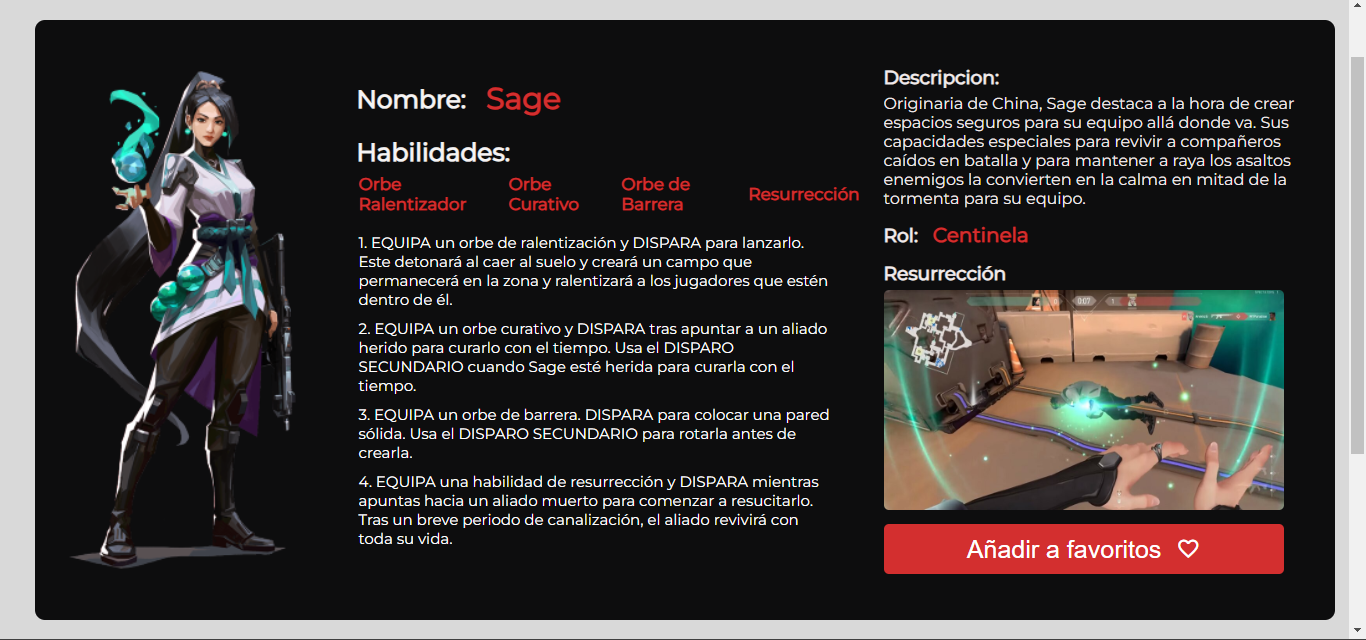 Nombre: Sage
Habilidades:
Orbe
Ralentizador
Orbe
Curativo
Orbe de
Barrera
Resurrección
1. EQUIPA un orbe de ralentización y DISPARA para lanzarlo.
Este detonará al caer al suelo y creará un campo que
permanecerá en la zona y ralentizará a los jugadores que estén
dentro de él.
2. EQUIPA un orbe curativo y DISPARA tras apuntar a un aliado
herido para curarlo con el tiempo. Usa el DISPARO
SECUNDARIO cuando Sage esté herida para curarla con el
tiempo.
3. EQUIPA un orbe de barrera. DISPARA para colocar una pared
sólida. Usa el DISPARO SECUNDARIO para rotarla antes de
crearla.
4. EQUIPA una habilidad de resurrección y DISPARA mientras
apuntas hacia un aliado muerto para comenzar a resucitarlo.
Tras un breve periodo de canalización, el aliado revivirá con
toda su vida.
Descripcion:
Originaria de China, Sage destaca a la hora de crear
espacios seguros para su equipo allá donde va. Sus
capacidades especiales para revivir a compañeros
caídos en batalla y para mantener a raya los asaltos
enemigos la convierten en la calma en mitad de la
tormenta para su equipo.
Rol: Centinela
Resurrección
0:07
Añadir a favoritos